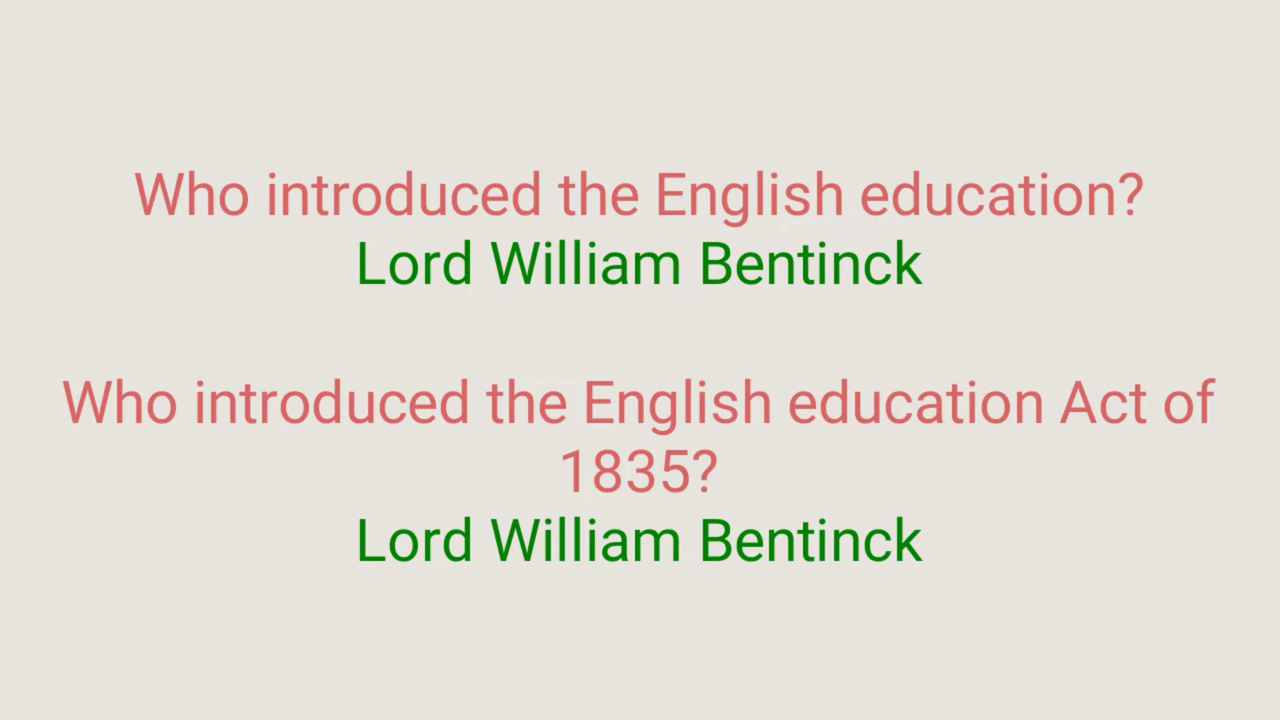 Who introduced the English education?
Lord William Bentinck
Who introduced the English education Act of
1835?
Lord William Bentinck